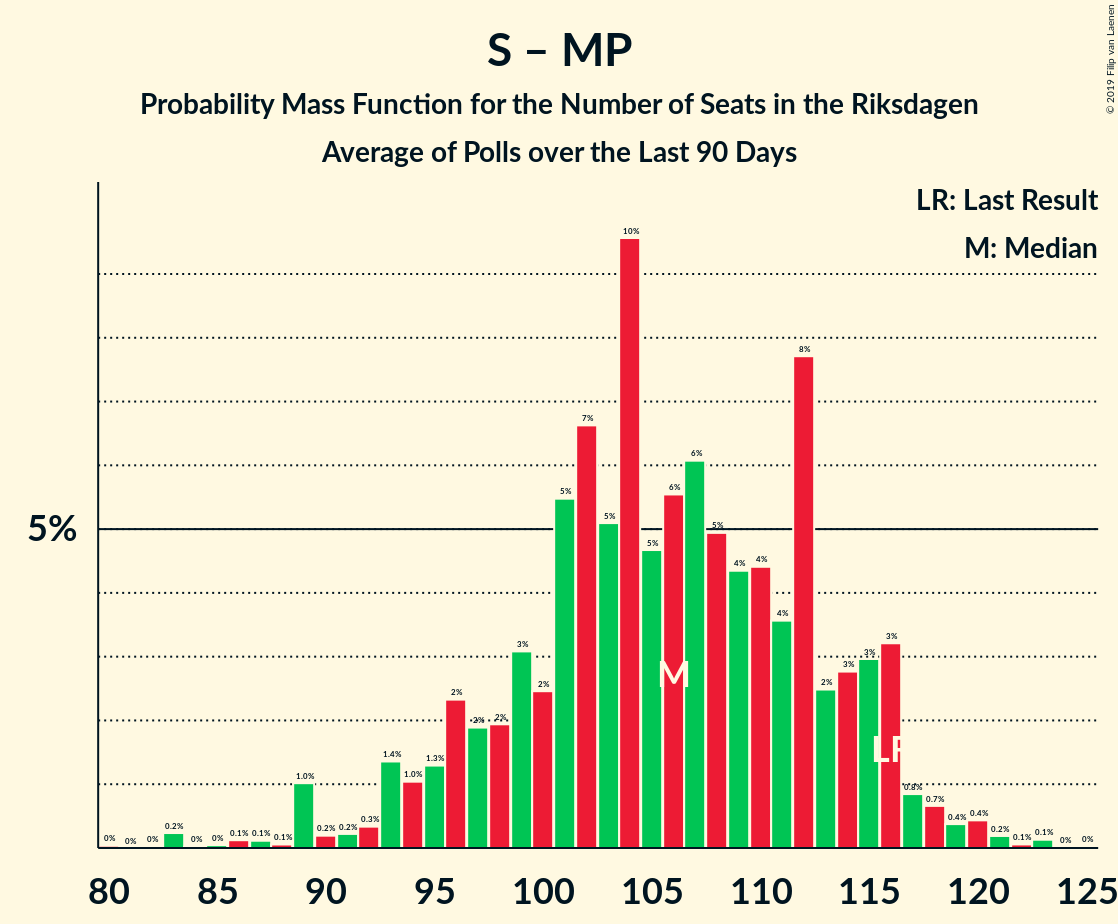 S – MP
Probability Mass Function for the Number of Seats in the Riksdagen
Average of Polls over the Last 90 Days
© 2019 Filip van Laenen
LR: Last Result
M: Median
5%
0% 0% 0% 0.2% 0% 0% 0.1% 0.1% 0.1% 1.0% 0.2% 0.2% 0.3% 1.4% 1.0% 1.3% 2% 2% 2% 3% 2% 5% 7% 5% 10% 5% 6% 6% 5% 4% 4% 4% 8% 2% 3% 3% 3% 0.8% 0.7% 0.4% 0.4% 0.2% 0.1% 0.1% 0% 0%
M
LR
80 85 90 95 100 105 110 115 120 125